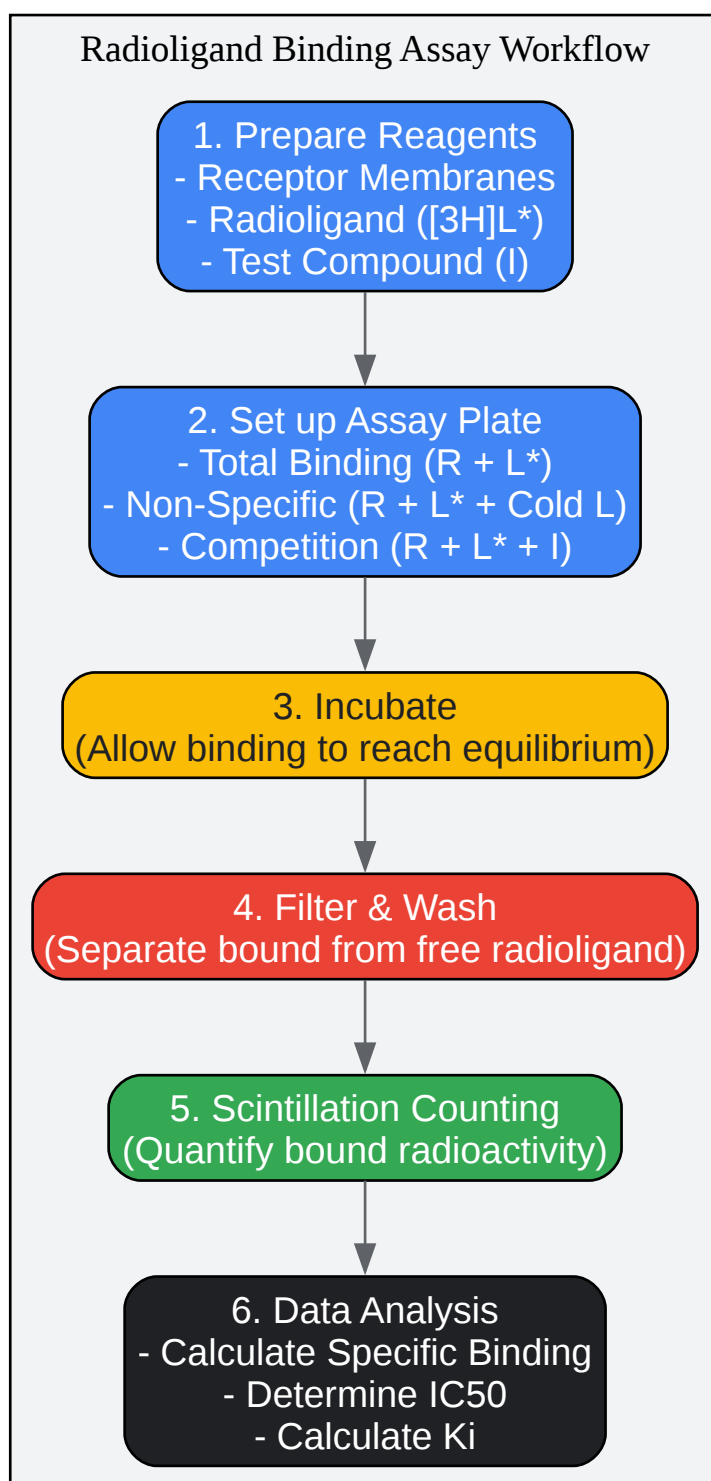 Radioligand Binding Assay Workflow
1. Prepare Reagents
- Receptor Membranes
- Radioligand ([3H]L*)
- Test Compound (I)
2. Set up Assay Plate
- Total Binding (R + L*)
- Non-Specific (R + L* + Cold L)
- Competition (R + L* + I)
3. Incubate
(Allow binding to reach equilibrium)
4. Filter & Wash
(Separate bound from free radioligand)
5. Scintillation Counting
(Quantify bound radioactivity)
6. Data Analysis
- Calculate Specific Binding
- Determine IC50
- Calculate Ki